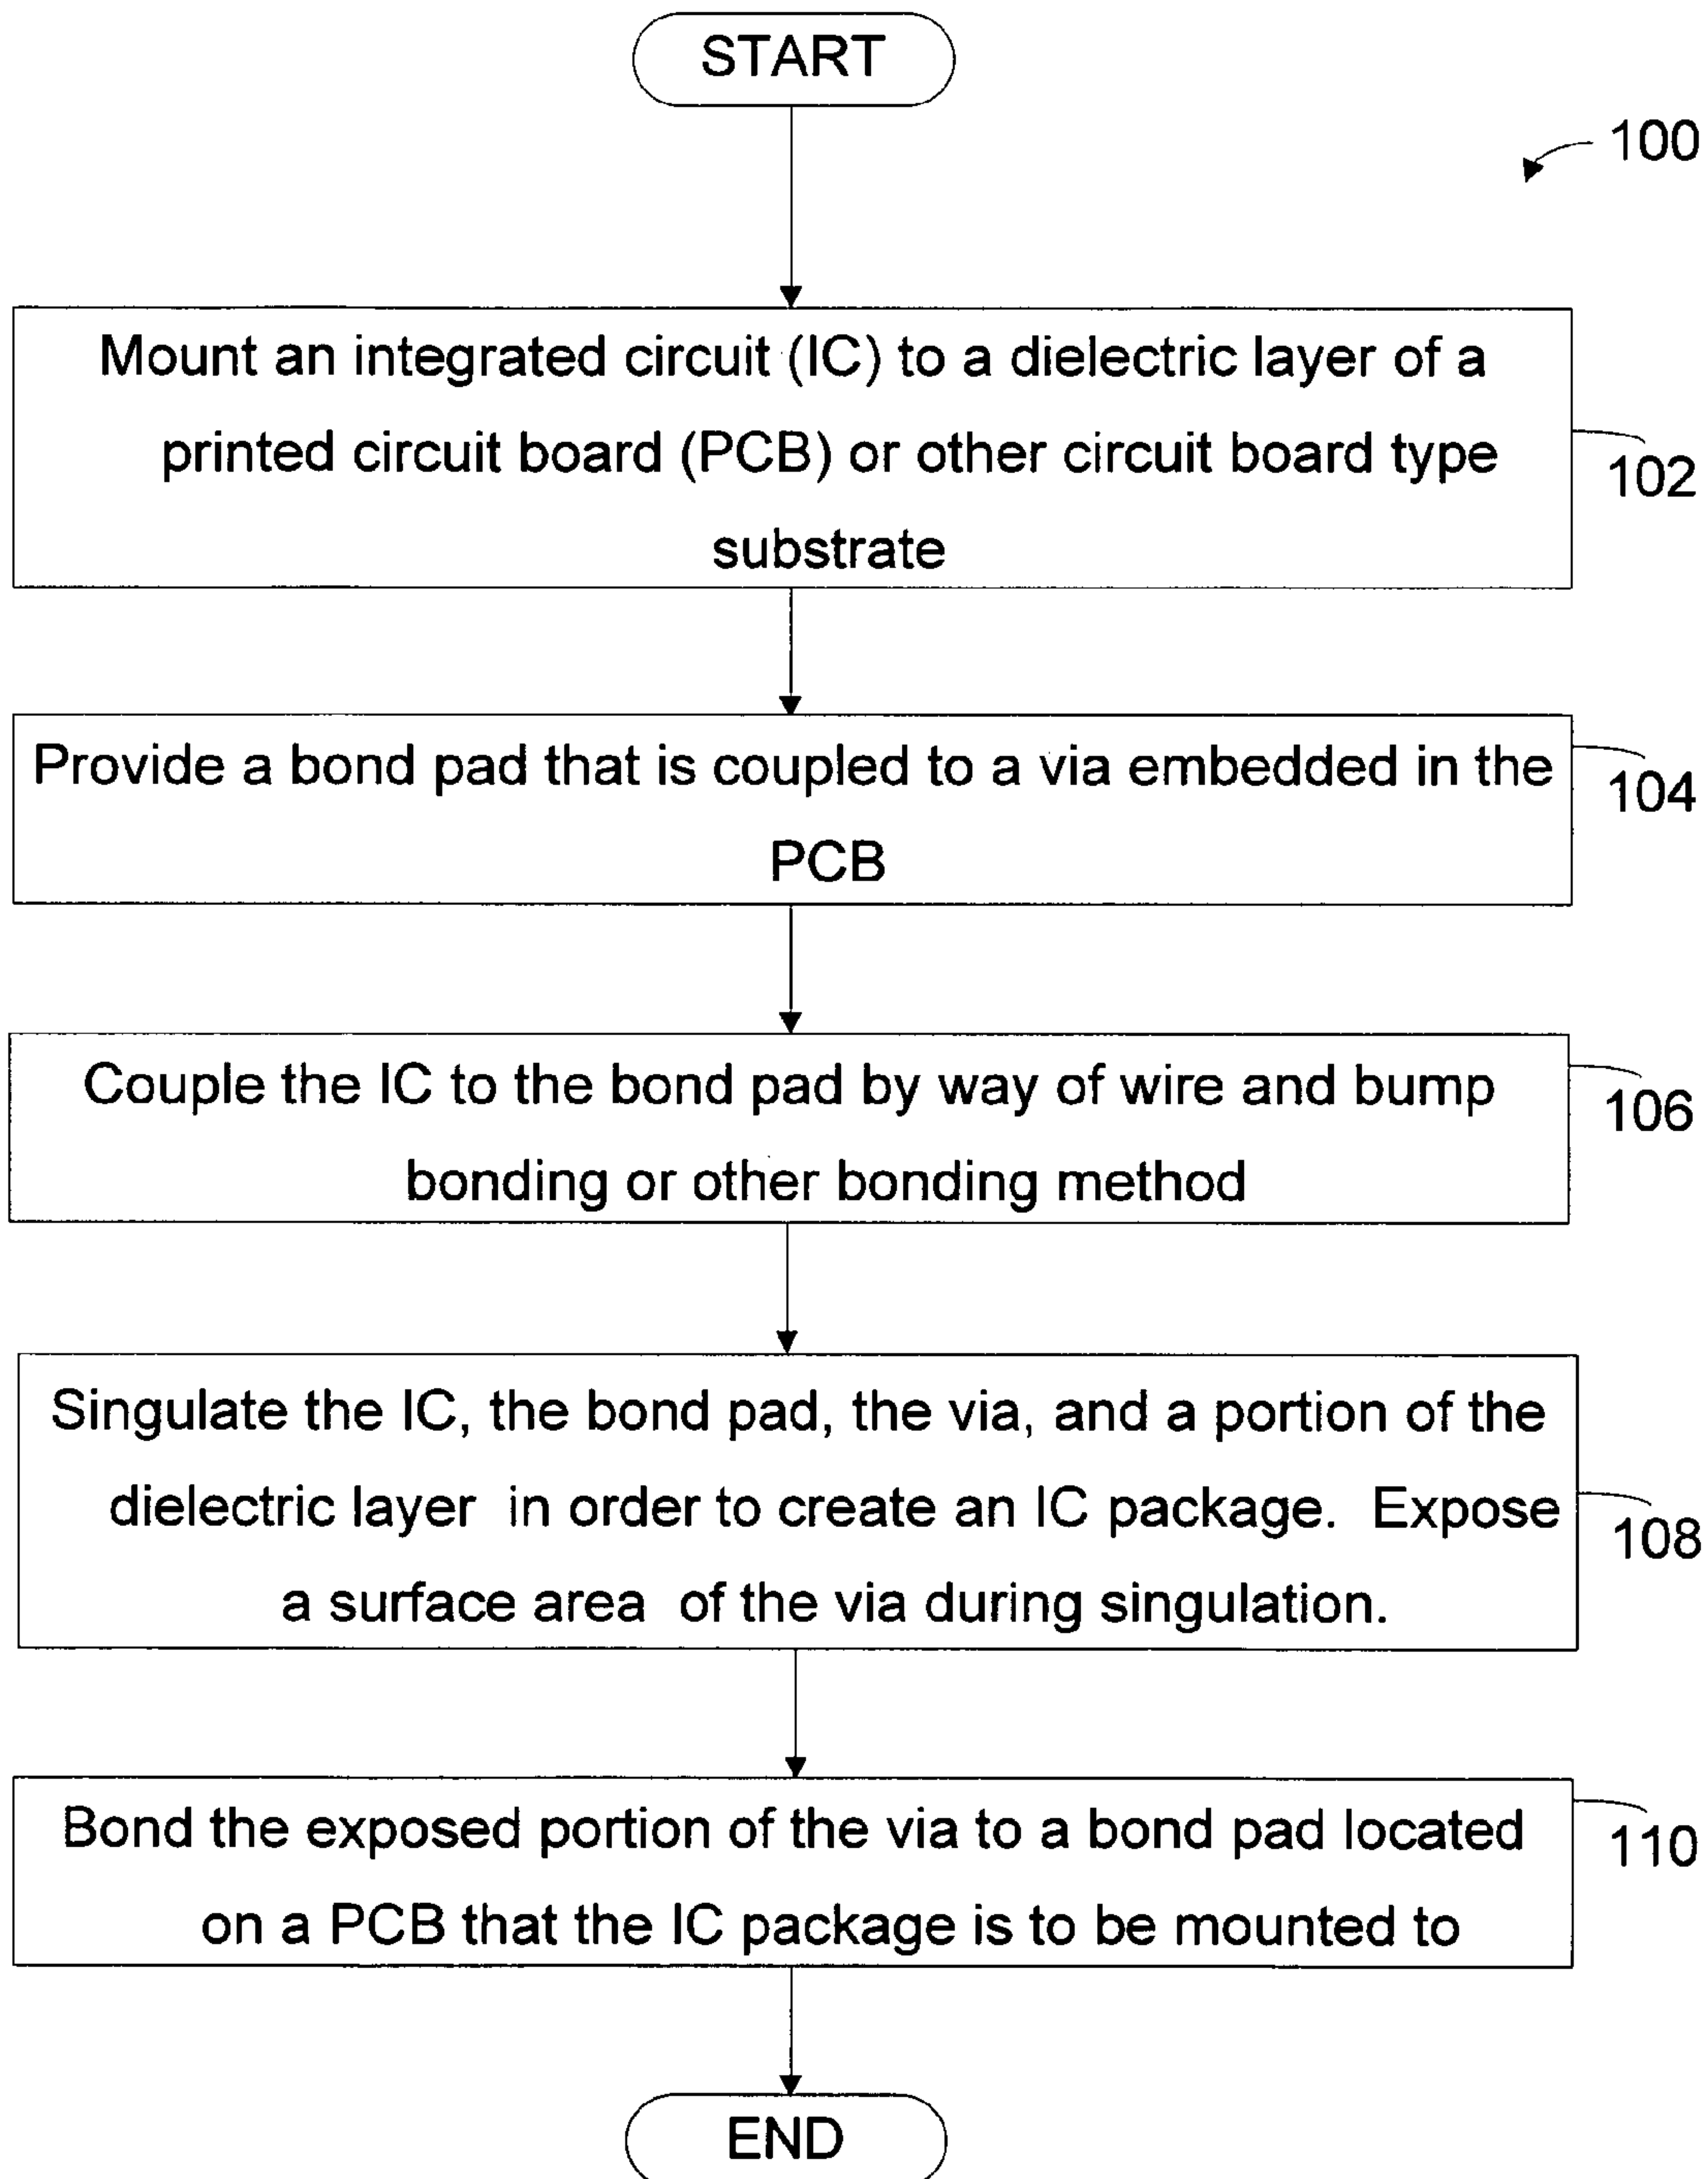 START
100
Mount an integrated circuit (IC) to a dielectric layer of a
printed circuit board (PCB) or other circuit board type
substrate
102
Provide a bond pad that is coupled to a via embedded in the
PCB
104
Couple the IC to the bond pad by way of wire and bump
bonding or other bonding method
106
Singulate the IC, the bond pad, the via, and a portion of the
dielectric layer in order to create an IC package. Expose
a surface area of the via during singulation.
108
Bond the exposed portion of the via to a bond pad located
on a PCB that the IC package is to be mounted to
110
END